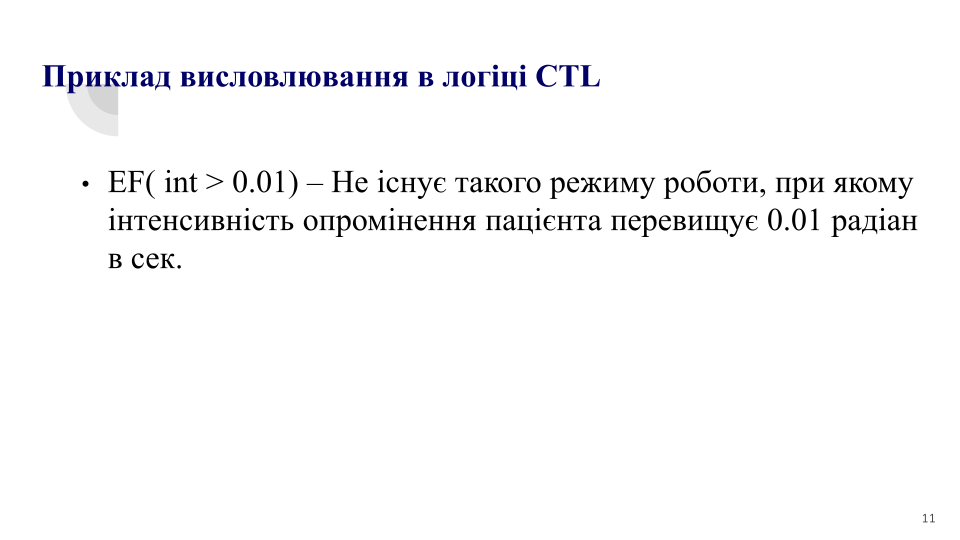 Приклад висловлювання в логіці CTL
• EF( int > 0.01) – Не існує такого режиму роботи, при якому
інтенсивність опромінення пацієнта перевищує 0.01 радіан
в сек.
11